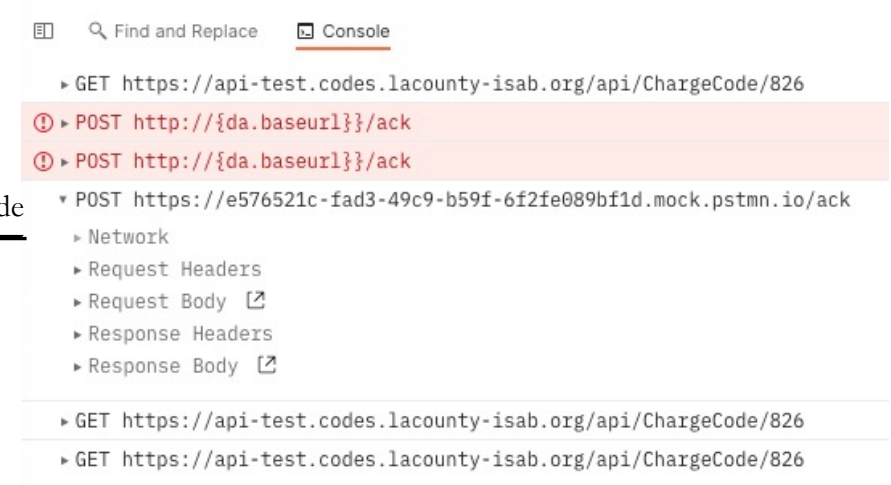 Find and Replace Console
GET https://api-test.codes.lacounty-isab.org/api/ChargeCode/826
POST http://{da.baseurl}}/ack
POST http://{da.baseurl}}/ack
de
POST https://e576521c-fad3-49c9-b59f-6f2fe089bf1d.mock.pstmn.io/ack
Network
Request Headers
Request Body
Response Headers
Response Body
GET https://api-test.codes.lacounty-isab.org/api/ChargeCode/826
GET https://api-test.codes.lacounty-isab.org/api/ChargeCode/826